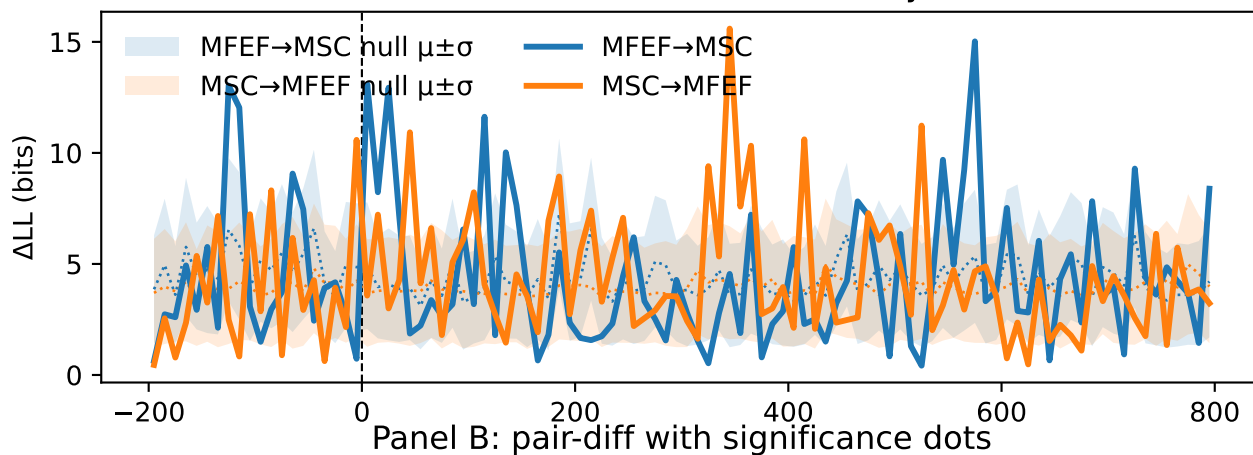 MFEF→MSC null μ±σ
MSC→MFEF null μ±σ
MFEF→MSC
MSC→MFEF
ΔLL (bits)
15
10
5
0
−200 0 200 400 600 800
Panel B: pair-diff with significance dots